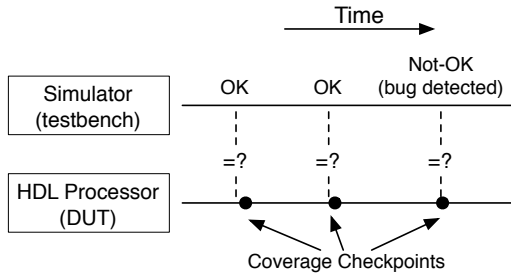 Time
Simulator
(testbench)
OK
OK
Not-OK
(bug detected)
=?
=?
=?
HDL Processor
(DUT)
Coverage Checkpoints